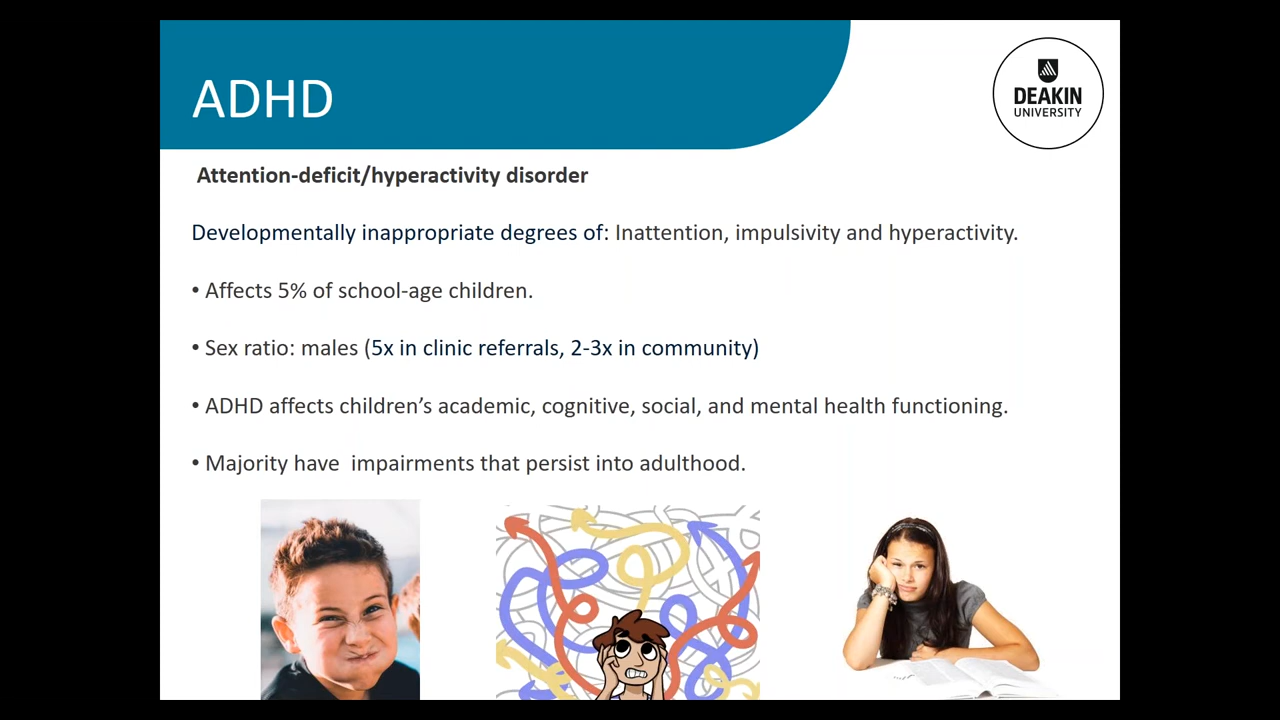 ADHD
DEAKIN
UNIVERSITY
Attention-deficit/hyperactivity disorder
Developmentally inappropriate degrees of: Inattention, impulsivity and hyperactivity.
• Affects 5% of school-age children.
• Sex ratio: males (5x in clinic referrals, 2-3x in community)
• ADHD affects children’s academic, cognitive, social, and mental health functioning.
• Majority have  impairments that persist into adulthood.